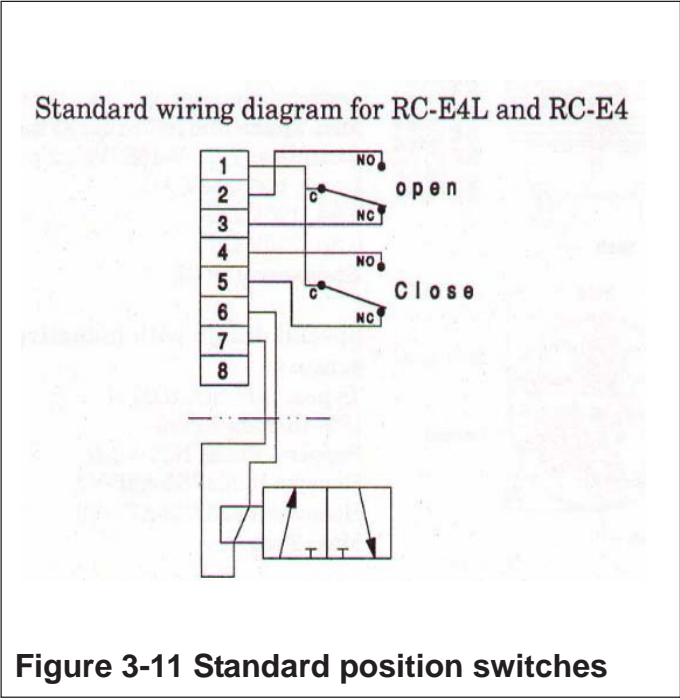 Standard wiring diagram for RC-E4L and RC-E4
1
2
3
4
5
6
7
8
NO
C
open
NC
NO
C
Close
NC
Figure 3-11 Standard position switches